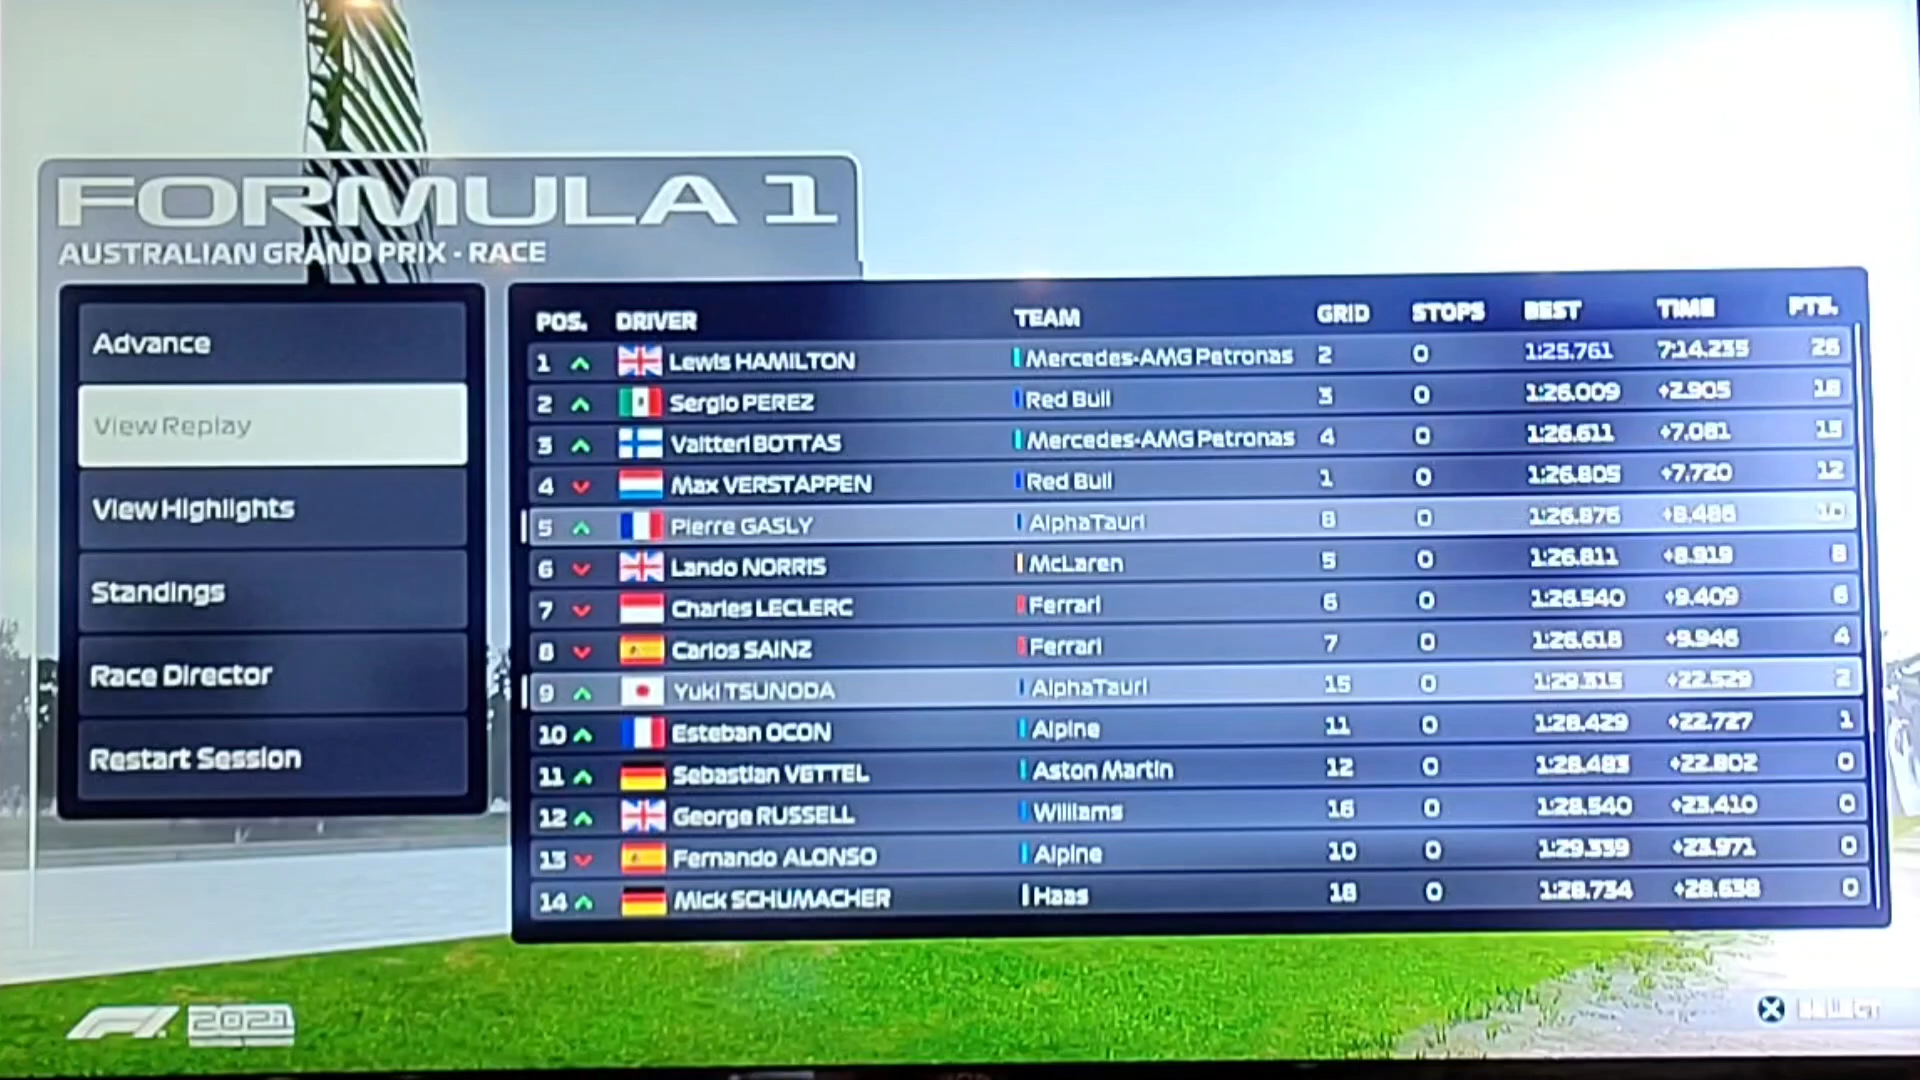 FORMULA 1
AUSTRALIAN GRAND PRIX - RACE
Advance
View Replay
View Highlights
Standings
Race Director
Restart Session
POS. DRIVER TEAM GRID STOPS BEST TIME PTS.
1 Lewis HAMILTON Mercedes-AMG Petronas 2 0 1:25.761 7:14.235 26
2 Sergio PEREZ Red Bull 3 0 1:26.009 +2.905 18
3 Valtteri BOTTAS Mercedes-AMG Petronas 4 0 1:26.611 +7.081 15
4 Max VERSTAPPEN Red Bull 1 0 1:26.805 +7.720 12
5 Pierre GASLY AlphaTauri 8 0 1:26.876 +8.486 10
6 Lando NORRIS McLaren 5 0 1:26.811 +8.919 8
7 Charles LECLERC Ferrari 6 0 1:26.540 +9.409 6
8 Carlos SAINZ Ferrari 7 0 1:26.618 +9.946 4
9 Yuki TSUNODA AlphaTauri 15 0 1:29.315 +22.529 2
10 Esteban OCON Alpine 11 0 1:28.429 +22.727 1
11 Sebastian VETTEL Aston Martin 12 0 1:28.483 +22.802 0
12 George RUSSELL Williams 16 0 1:28.540 +23.410 0
13 Fernando ALONSO Alpine 10 0 1:29.339 +23.971 0
14 Mick SCHUMACHER Haas 18 0 1:28.734 +28.638 0
F1 2021
SELECT